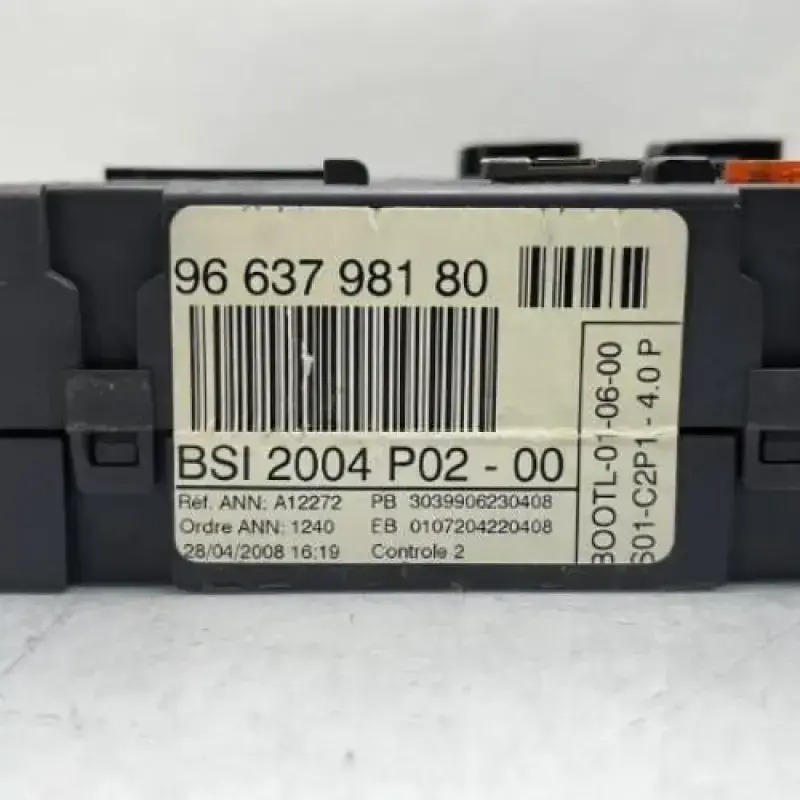 96 637 981 80
BSI 2004 P02 - 00
Réf. ANN: A12272 PB 3039906230408
Ordre ANN: 1240 EB 0107204220408
28/04/2008 16:19 Controle 2
BOOTL-01-06-00
S01-C2P1 - 4.0 P